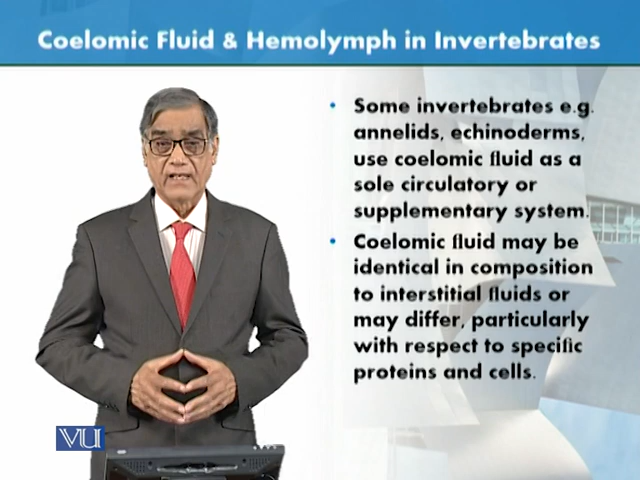 Coelomic Fluid & Hemolymph in Invertebrates
• Some invertebrates e.g.
annelids, echinoderms,
use coelomic fluid as a
sole circulatory or
supplementary system.
• Coelomic fluid may be
identical in composition
to interstitial fluids or
may differ, particularly
with respect to specific
proteins and cells.
VU